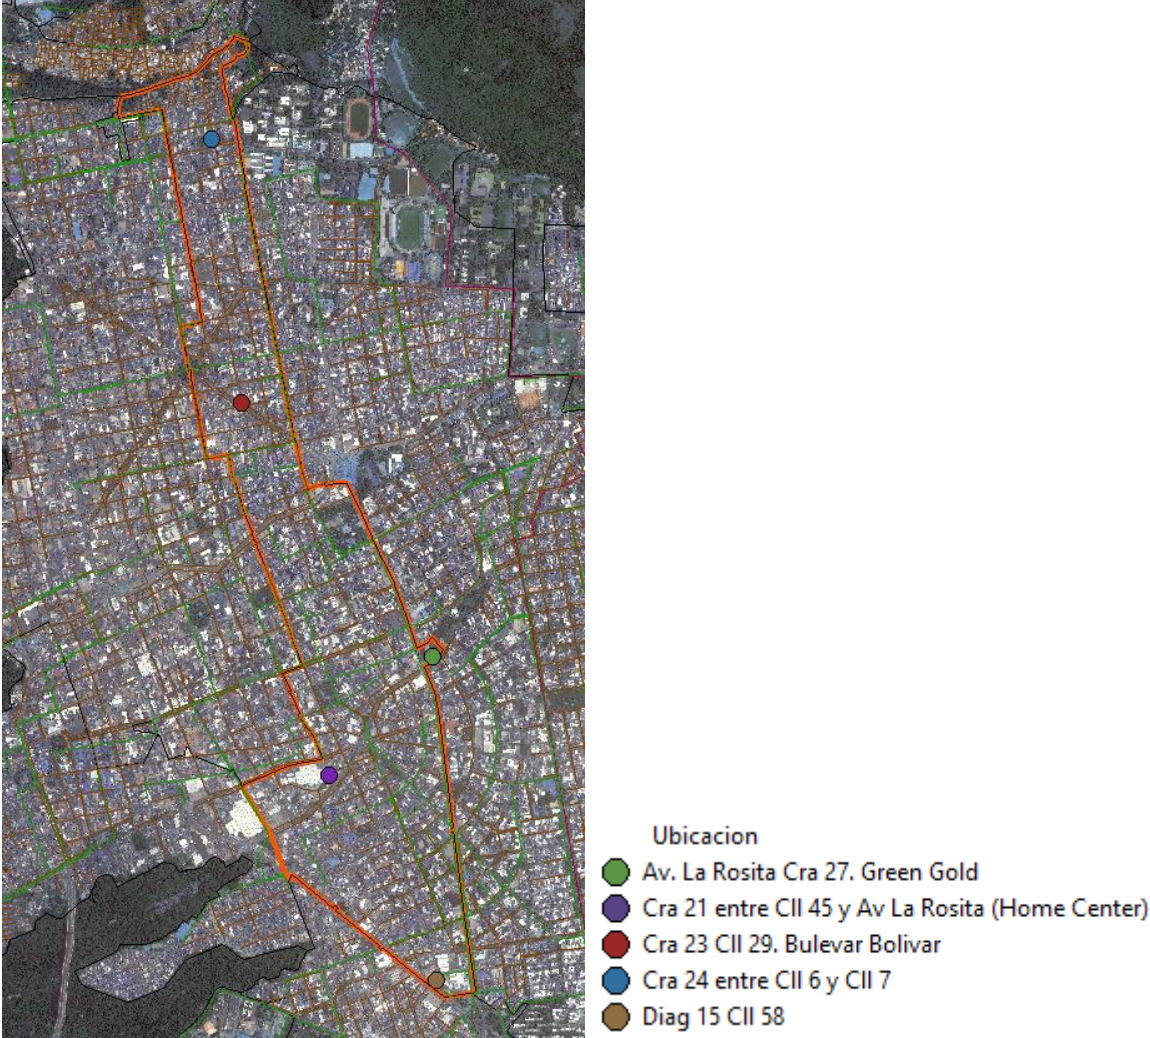 Ubicacion
Av. La Rosita Cra 27. Green Gold
Cra 21 entre Cll 45 y Av La Rosita (Home Center)
Cra 23 Cll 29. Bulevar Bolivar
Cra 24 entre Cll 6 y Cll 7
Diag 15 Cll 58